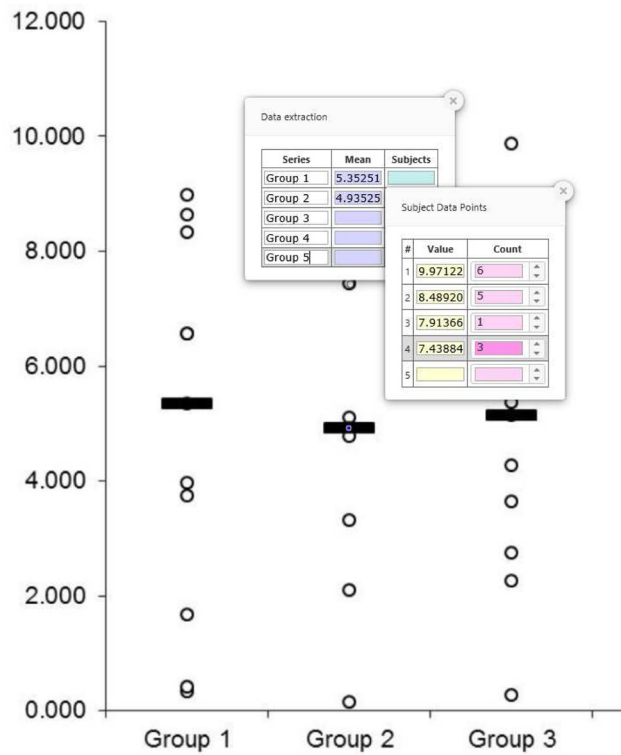 12.000
10.000
8.000
6.000
4.000
2.000
0.000
Group 1 Group 2 Group 3
Data extraction
Series Mean Subjects
Group 1 5.35251
Group 2 4.93525
Group 3
Group 4
Group 5
Subject Data Points
# Value Count
1 9.97122 6
2 8.48920 5
3 7.91366 1
4 7.43884 3
5